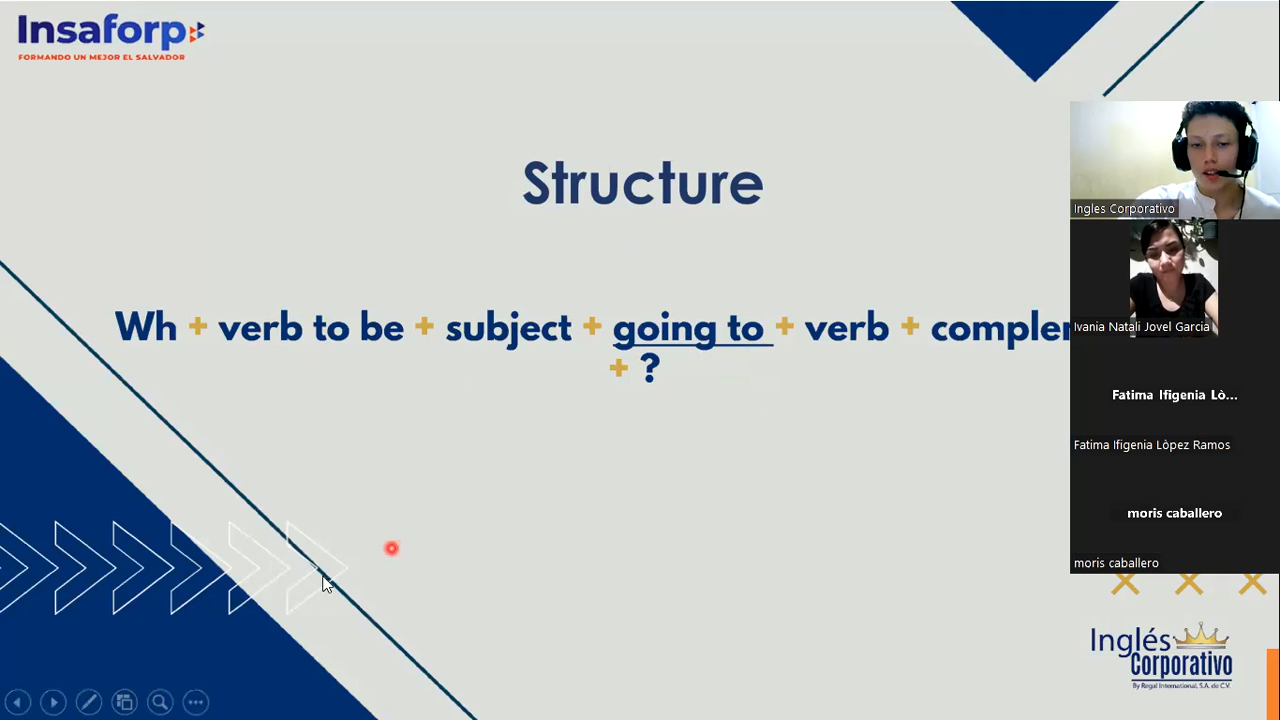 Insaforp
FORMANDO UN MEJOR EL SALVADOR
Structure
Wh + verb to be + subject + going to + verb + complem
+ ?
Ingles Corporativo
Ivania Natali Jovel Garcia
Fatima Ifigenia Lò...
Fatima Ifigenia Lòpez Ramos
moris caballero
moris caballero
Inglés
Corporativo
By Regal International, S.A. de C.V.